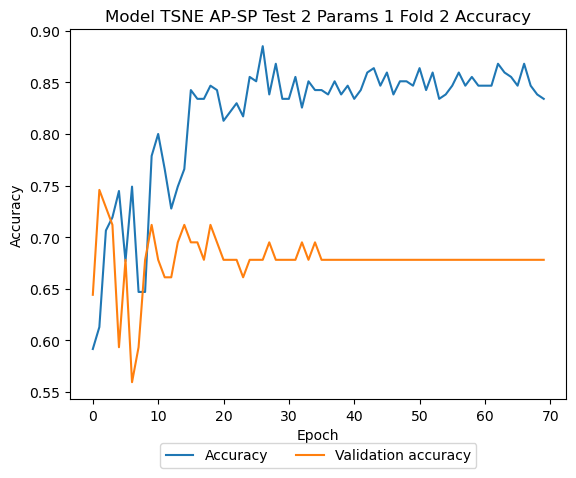 Model TSNE AP-SP Test 2 Params 1 Fold 2 Accuracy
0.90
0.85
0.80
0.75
0.70
0.65
0.60
0.55
Accuracy
0 10 20 30 40 50 60 70
Epoch
Accuracy Validation accuracy